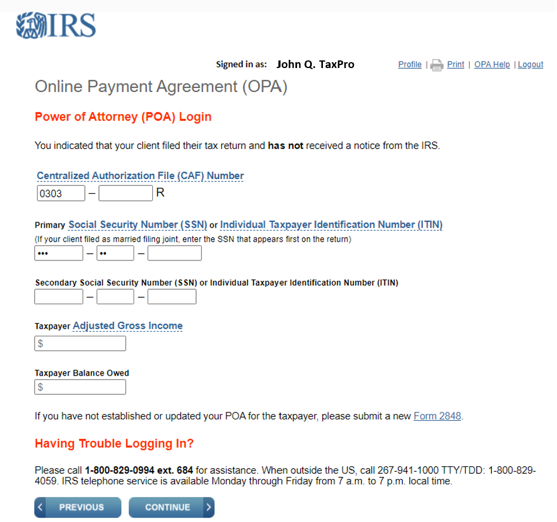 IRS
Signed in as: John Q. TaxPro Profile | Print | OPA Help | Logout
Online Payment Agreement (OPA)
Power of Attorney (POA) Login
You indicated that your client filed their tax return and has not received a notice from the IRS.
Centralized Authorization File (CAF) Number
0303 – R
Primary Social Security Number (SSN) or Individual Taxpayer Identification Number (ITIN)
(If your client filed as married filing joint, enter the SSN that appears first on the return)
••• – •• –
Secondary Social Security Number (SSN) or Individual Taxpayer Identification Number (ITIN)
– –
Taxpayer Adjusted Gross Income
$
Taxpayer Balance Owed
$
If you have not established or updated your POA for the taxpayer, please submit a new Form 2848.
Having Trouble Logging In?
Please call 1-800-829-0994 ext. 684 for assistance. When outside the US, call 267-941-1000 TTY/TDD: 1-800-829-
4059. IRS telephone service is available Monday through Friday from 7 a.m. to 7 p.m. local time.
PREVIOUS CONTINUE